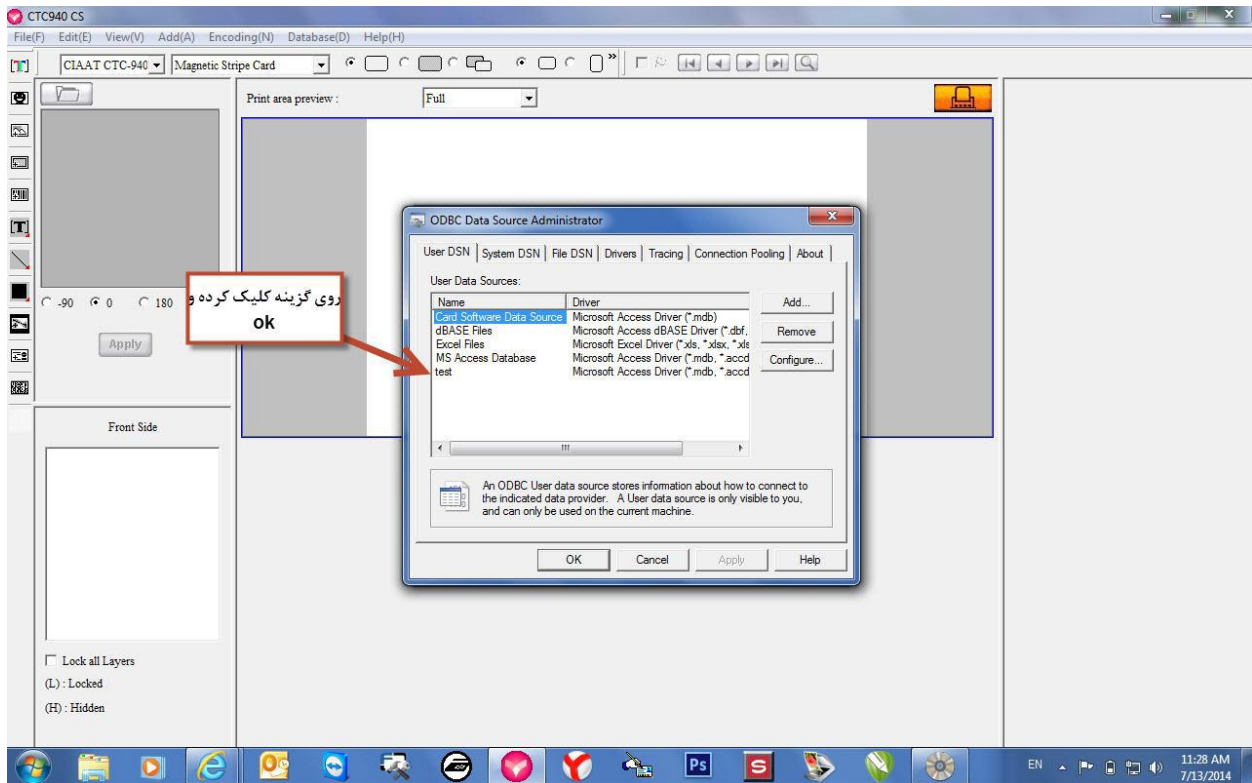 CTC940 CS
File(F) Edit(E) View(V) Add(A) Encoding(N) Database(D) Help(H)
CIAAT CTC-940 Magnetic Stripe Card
Print area preview : Full
-90 0 180
Apply
روی گزینه کلیک کرده و
ok
ODBC Data Source Administrator
User DSN System DSN File DSN Drivers Tracing Connection Pooling About
User Data Sources:
Name Driver
Card Software Data Source Microsoft Access Driver (*.mdb)
dBASE Files Microsoft Access dBASE Driver (*.dbf,
Excel Files Microsoft Excel Driver (*.xls, *.xlsx, *.xls
MS Access Database Microsoft Access Driver (*.mdb, *.accd
test Microsoft Access Driver (*.mdb, *.accd
Add...
Remove
Configure...
An ODBC User data source stores information about how to connect to
the indicated data provider. A User data source is only visible to you,
and can only be used on the current machine.
OK Cancel Apply Help
Front Side
Lock all Layers
(L) : Locked
(H) : Hidden
Ps
S
EN
11:28 AM
7/13/2014